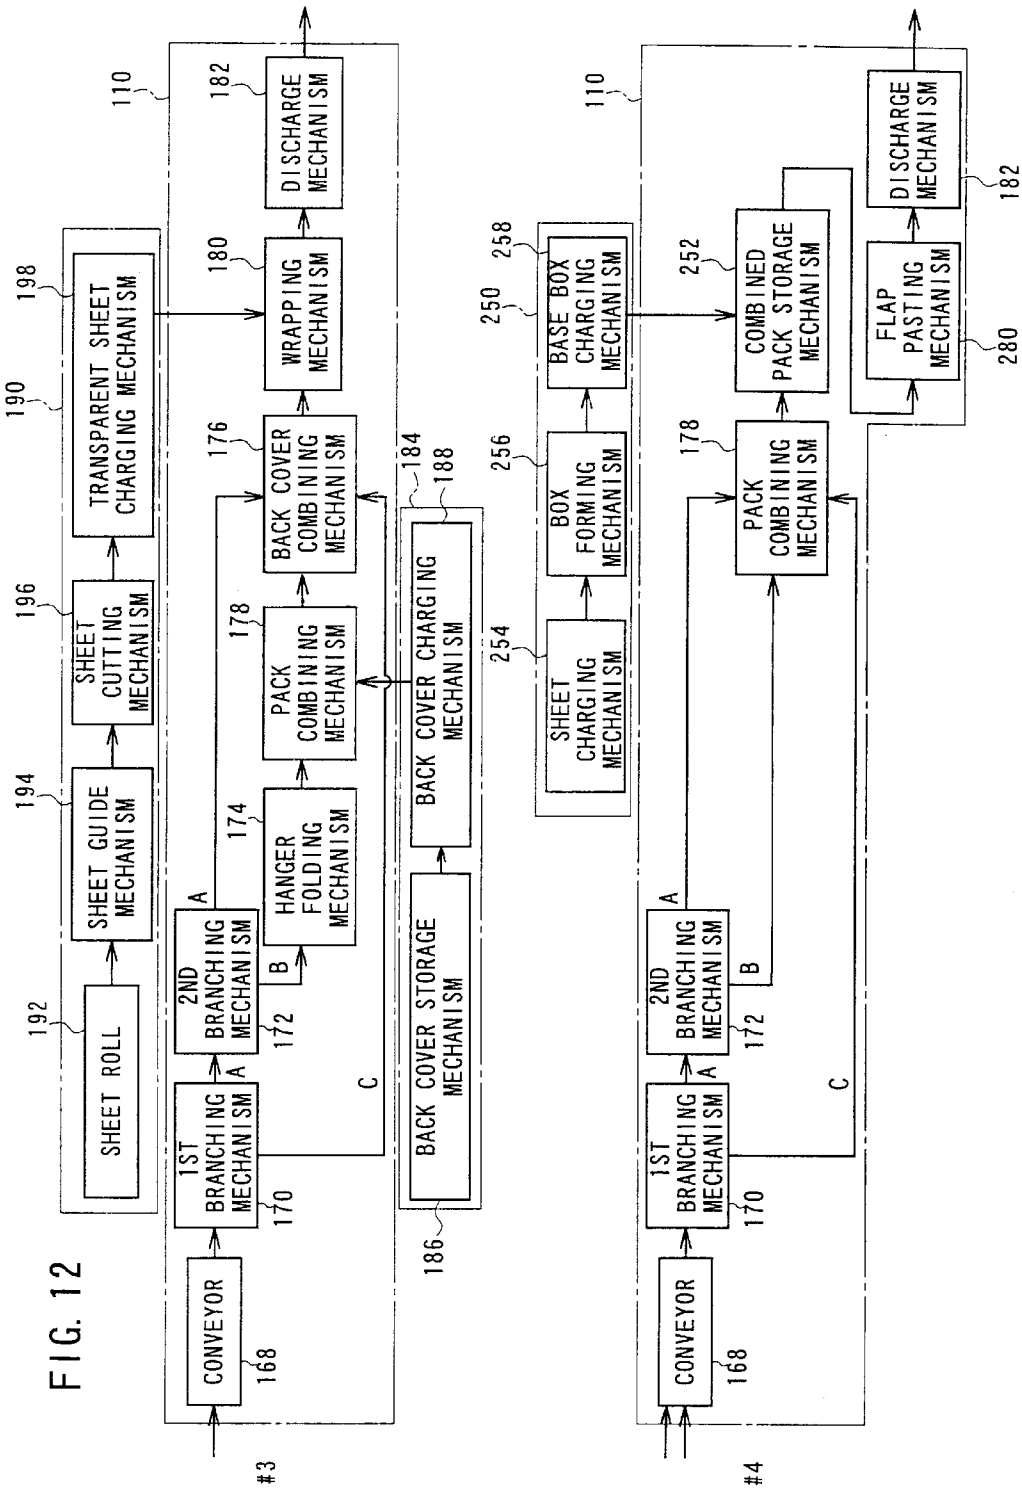 FIG. 12
190
192
SHEET ROLL
194
SHEET GUIDE
MECHANISM
196
SHEET
CUTTING
MECHANISM
198
TRANSPARENT SHEET
CHARGING MECHANISM
110
#3
CONVEYOR
168
1ST
BRANCHING
MECHANISM
170
A
2ND
BRANCHING
MECHANISM
172
A
B
C
HANGER
FOLDING
MECHANISM
174
PACK
COMBINING
MECHANISM
178
BACK COVER
COMBINING
MECHANISM
176
WRAPPING
MECHANISM
180
DISCHARGE
MECHANISM
182
184
186
BACK COVER STORAGE
MECHANISM
188
BACK COVER CHARGING
MECHANISM
250
254
SHEET
CHARGING
MECHANISM
256
BOX
FORMING
MECHANISM
258
BASE BOX
CHARGING
MECHANISM
110
#4
CONVEYOR
168
1ST
BRANCHING
MECHANISM
170
A
2ND
BRANCHING
MECHANISM
172
A
B
C
PACK
COMBINING
MECHANISM
178
COMBINED
PACK STORAGE
MECHANISM
252
FLAP
PASTING
MECHANISM
280
DISCHARGE
MECHANISM
182